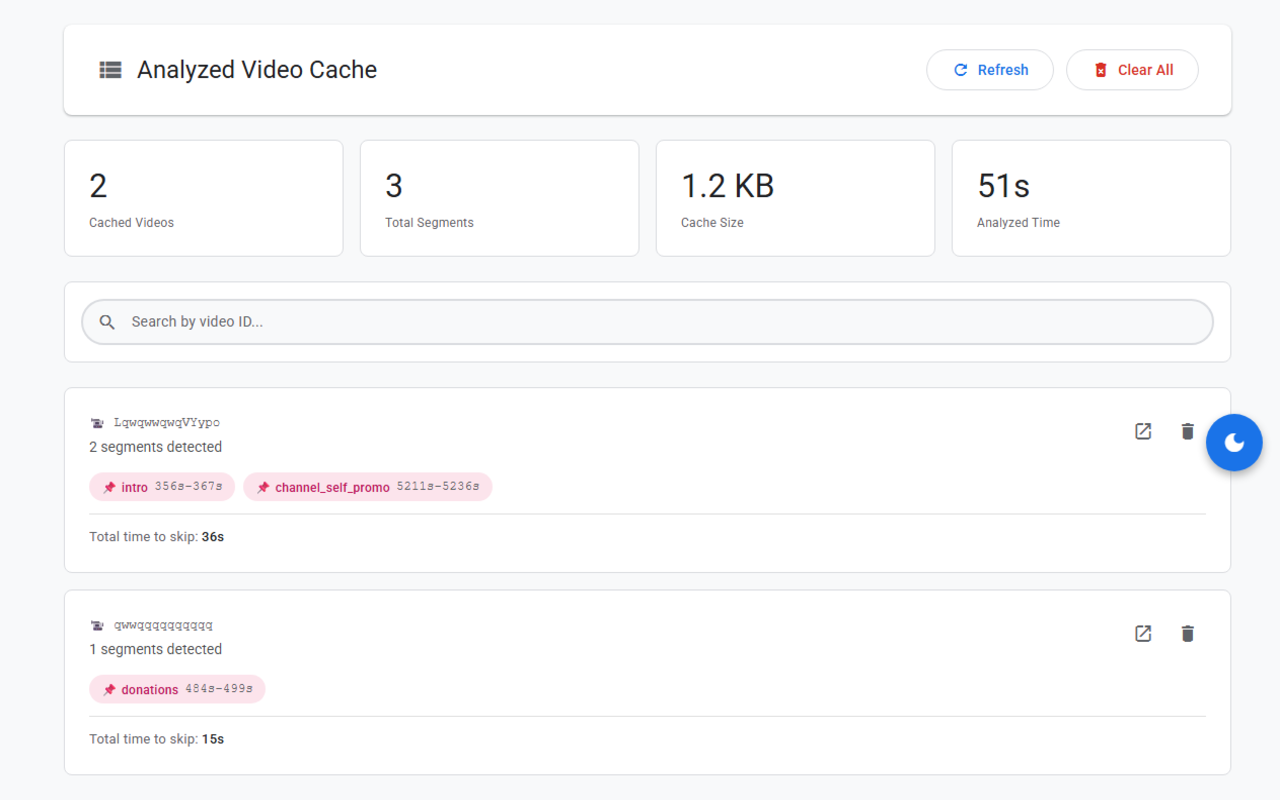 Analyzed Video Cache
Refresh
Clear All
2
Cached Videos
3
Total Segments
1.2 KB
Cache Size
51s
Analyzed Time
Search by video ID...
LqwqwwqwqVYypo
2 segments detected
intro 356s-367s
channel_self_promo 5211s-5236s
Total time to skip: 36s
qwwqqqqqqqqqq
1 segments detected
donations 484s-499s
Total time to skip: 15s